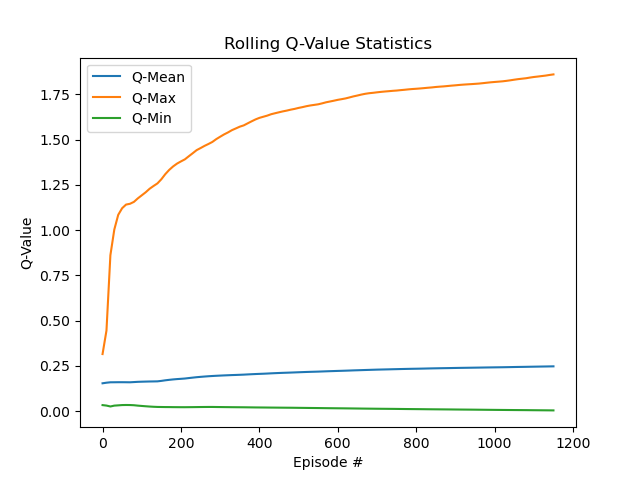 Rolling Q-Value Statistics
Q-Mean
Q-Max
Q-Min
Q-Value
1.75
1.50
1.25
1.00
0.75
0.50
0.25
0.00
0 200 400 600 800 1000 1200
Episode #